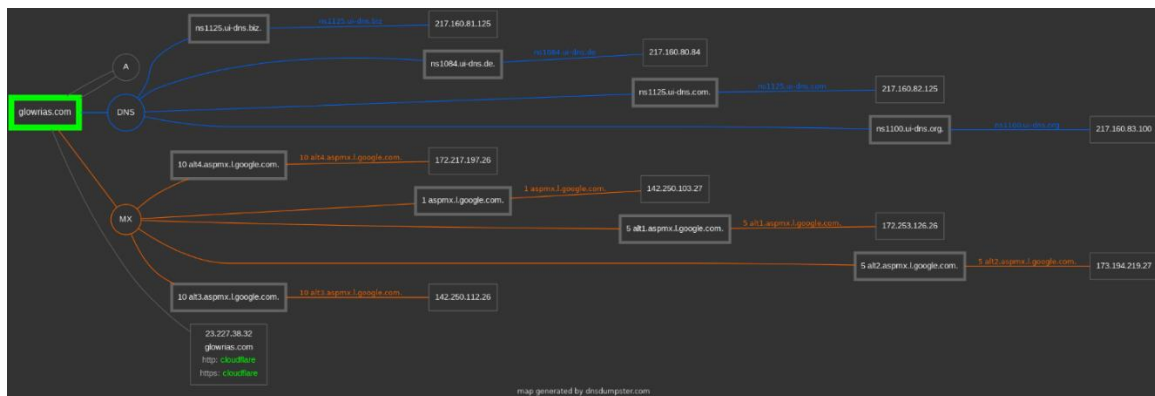 ns1125.ui-dns.biz.
ns1125.ui-dns.biz
217.160.81.125
ns1084.ui-dns.de.
ns1084.ui-dns.de
217.160.80.84
A
glowrias.com
DNS
ns1125.ui-dns.com.
ns1125.ui-dns.com
217.160.82.125
ns1100.ui-dns.org.
ns1100.ui-dns.org
217.160.83.100
10 alt4.aspmx.l.google.com.
10 alt4.aspmx.l.google.com.
172.217.197.26
1 aspmx.l.google.com.
1 aspmx.l.google.com.
142.250.103.27
MX
5 alt1.aspmx.l.google.com.
5 alt1.aspmx.l.google.com.
172.253.126.26
5 alt2.aspmx.l.google.com.
5 alt2.aspmx.l.google.com.
173.194.219.27
10 alt3.aspmx.l.google.com.
10 alt3.aspmx.l.google.com.
142.250.112.26
23.227.38.32
glowrias.com
http: cloudflare
https: cloudflare
map generated by dnsdumpster.com